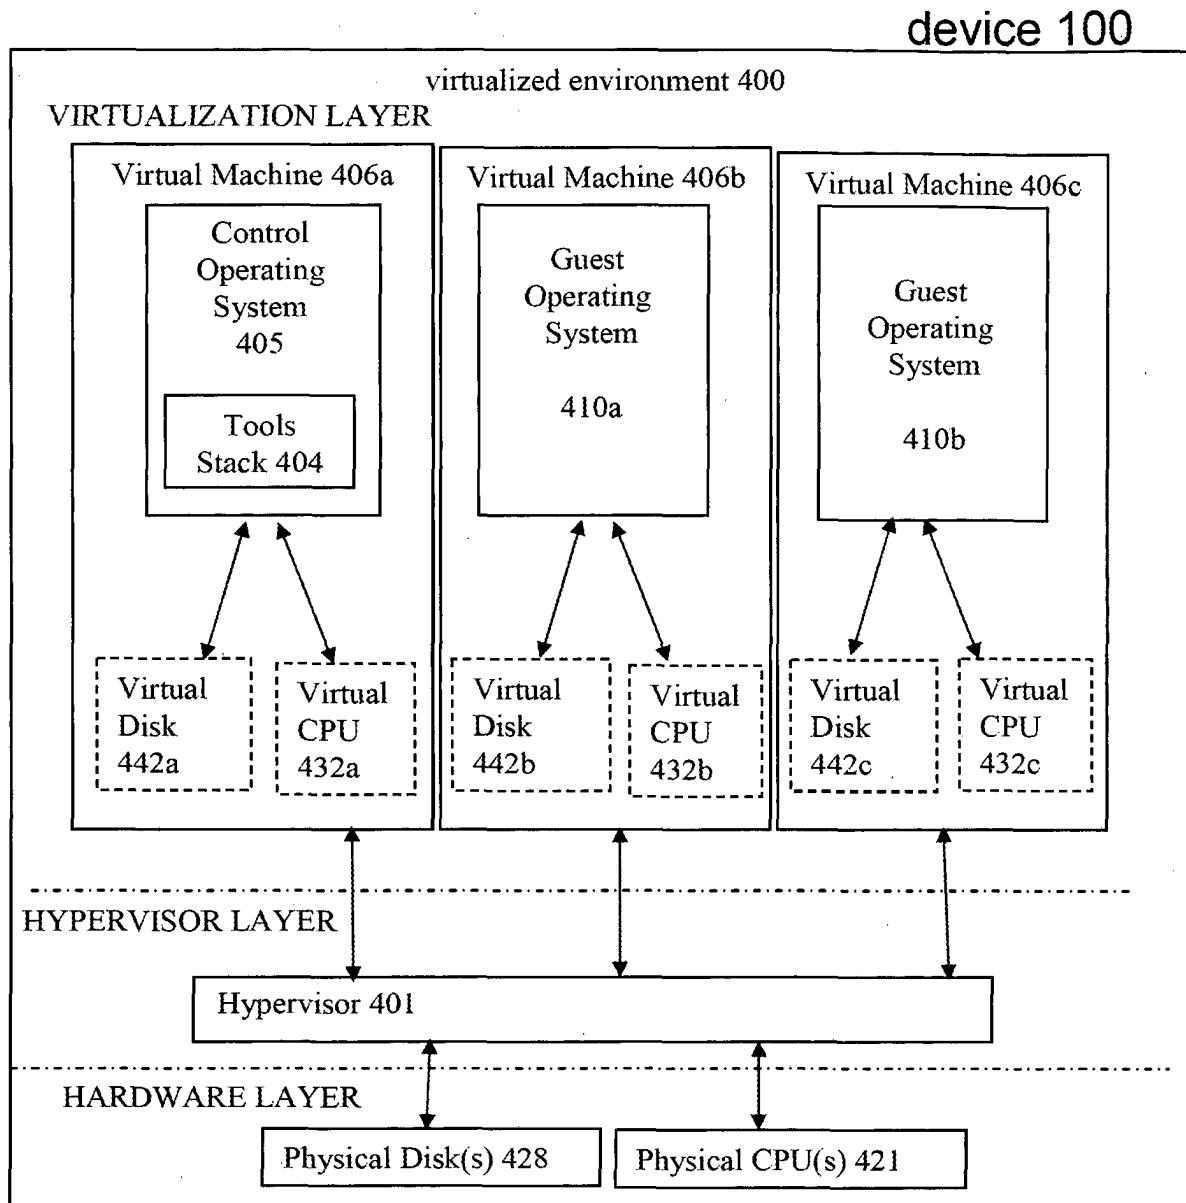 device 100
virtualized environment 400
VIRTUALIZATION LAYER
Virtual Machine 406a
Control
Operating
System
405
Tools
Stack 404
Virtual
Disk
442a
Virtual
CPU
432a
Virtual Machine 406b
Guest
Operating
System
410a
Virtual
Disk
442b
Virtual
CPU
432b
Virtual Machine 406c
Guest
Operating
System
410b
Virtual
Disk
442c
Virtual
CPU
432c
HYPERVISOR LAYER
Hypervisor 401
HARDWARE LAYER
Physical Disk(s) 428
Physical CPU(s) 421